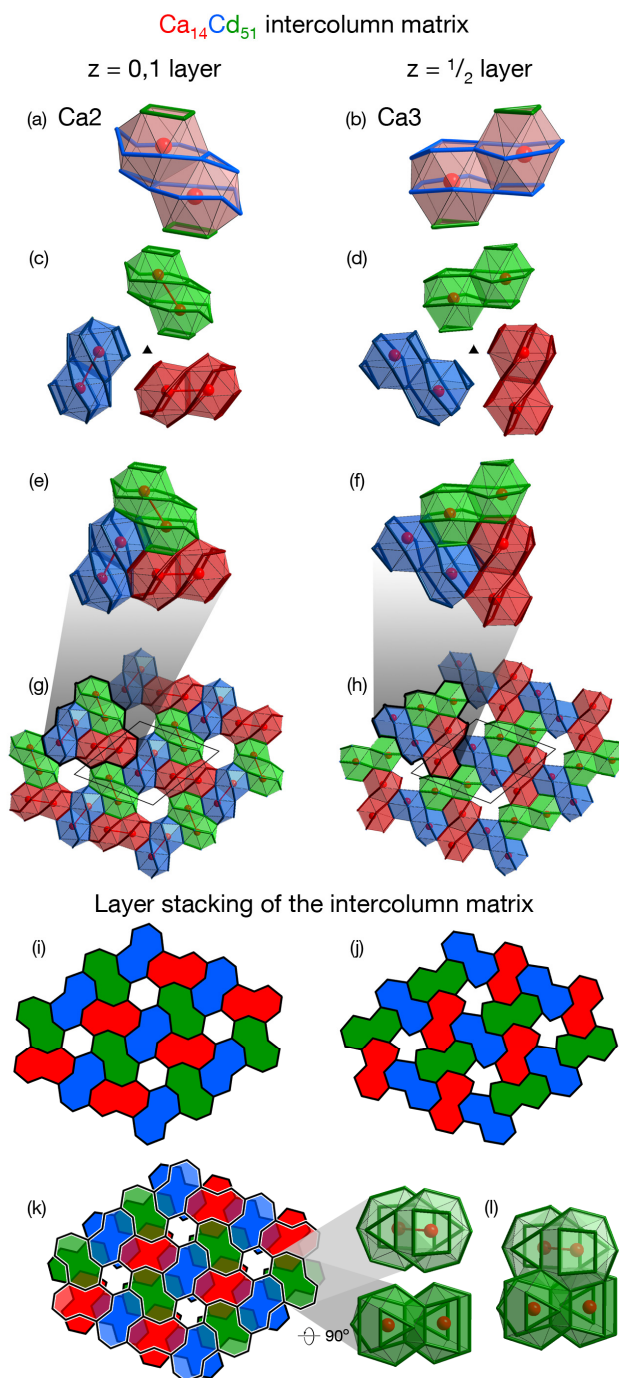 Ca14Cd51 intercolumn matrix
z = 0,1 layer
z = 1/2 layer
(a) Ca2
(b) Ca3
(c)
(d)
(e)
(f)
(g)
(h)
Layer stacking of the intercolumn matrix
(i)
(j)
(k)
(l)
90°